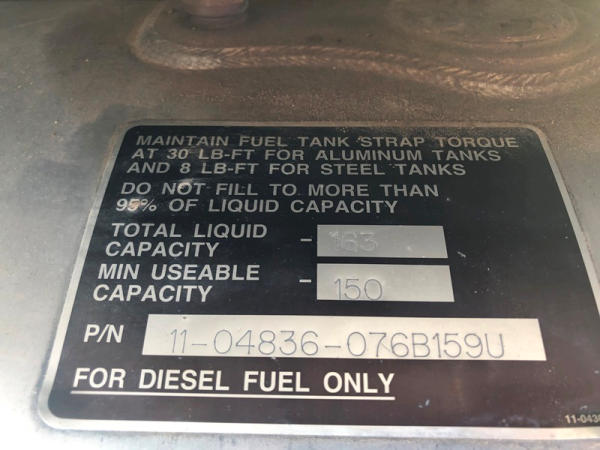 MAINTAIN FUEL TANK STRAP TORQUE
AT 30 LB-FT FOR ALUMINUM TANKS
AND 8 LB-FT FOR STEEL TANKS
DO NOT FILL TO MORE THAN
95% OF LIQUID CAPACITY
TOTAL LIQUID
CAPACITY - 163
MIN USEABLE
CAPACITY - 150
P/N 11-04836-076B159U
FOR DIESEL FUEL ONLY